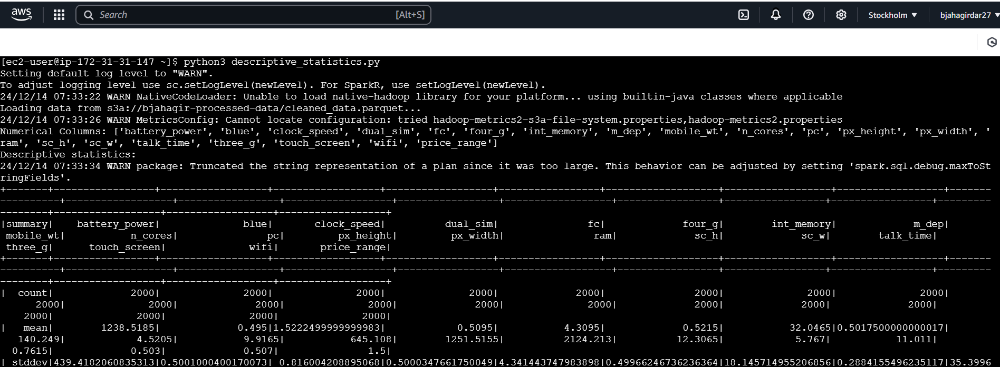 aws
Search [Alt+S]
Stockholm ▼
bjahagirdar27 ▼
[ec2-user@ip-172-31-31-147 ~]$ python3 descriptive_statistics.py
Setting default log level to "WARN".
To adjust logging level use sc.setLogLevel(newLevel). For SparkR, use setLogLevel(newLevel).
24/12/14 07:33:22 WARN NativeCodeLoader: Unable to load native-hadoop library for your platform... using builtin-java classes where applicable
Loading data from s3a://bjahagir-processed-data/cleaned_data.parquet...
24/12/14 07:33:26 WARN MetricsConfig: Cannot locate configuration: tried hadoop-metrics2-s3a-file-system.properties,hadoop-metrics2.properties
Numerical Columns: ['battery_power', 'blue', 'clock_speed', 'dual_sim', 'fc', 'four_g', 'int_memory', 'm_dep', 'mobile_wt', 'n_cores', 'pc', 'px_height', 'px_width', '
ram', 'sc_h', 'sc_w', 'talk_time', 'three_g', 'touch_screen', 'wifi', 'price_range']
Descriptive statistics:
24/12/14 07:33:34 WARN package: Truncated the string representation of a plan since it was too large. This behavior can be adjusted by setting 'spark.sql.debug.maxToSt
ringFields'.
+-------+-----------------+------------------+------------------+------------------+-----------------+-------------------+------------------+------------------+-------
----------+------------------+-----------------+------------------+-----------------+------------------+-------------------+-----------------+------------------+---------
--------+------------------+------------------+------------------+
|summary| battery_power| blue| clock_speed| dual_sim| fc| four_g| int_memory| m_dep|
mobile_wt| n_cores| pc| px_height| px_width| ram| sc_h| sc_w| talk_time|
three_g| touch_screen| wifi| price_range|
+-------+-----------------+------------------+------------------+------------------+-----------------+-------------------+------------------+------------------+-------
----------+------------------+-----------------+------------------+-----------------+------------------+-------------------+-----------------+------------------+---------
--------+------------------+------------------+------------------+
| count| 2000| 2000| 2000| 2000| 2000| 2000| 2000| 2000|
2000| 2000| 2000| 2000| 2000| 2000| 2000| 2000| 2000|
2000| 2000| 2000| 2000|
| mean| 1238.5185| 0.495|1.5222499999999983| 0.5095| 4.3095| 0.5215| 32.0465|0.5017500000000017|
140.249| 4.5205| 9.9165| 645.108| 1251.5155| 2124.213| 12.3065| 5.767| 11.011|
0.7615| 0.503| 0.507| 1.5|
| stddev|439.4182060835313|0.5001000400170073| 0.816004208895068|0.5000347661750049|4.341443747983898|0.49966246736236364|18.145714955206856|0.2884155496235117|35.3996